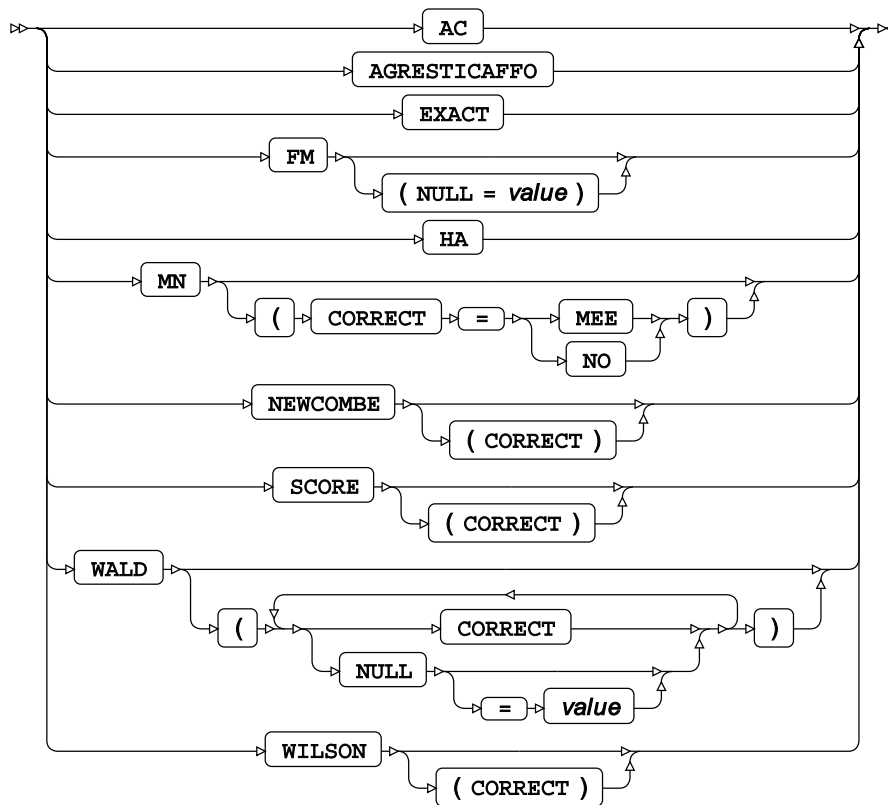 AC
AGRESTICAFFO
EXACT
FM
( NULL = value )
HA
MN
( CORRECT = MEE )
NO
NEWCOMBE
( CORRECT )
SCORE
( CORRECT )
WALD
( CORRECT )
NULL
= value
WILSON
( CORRECT )